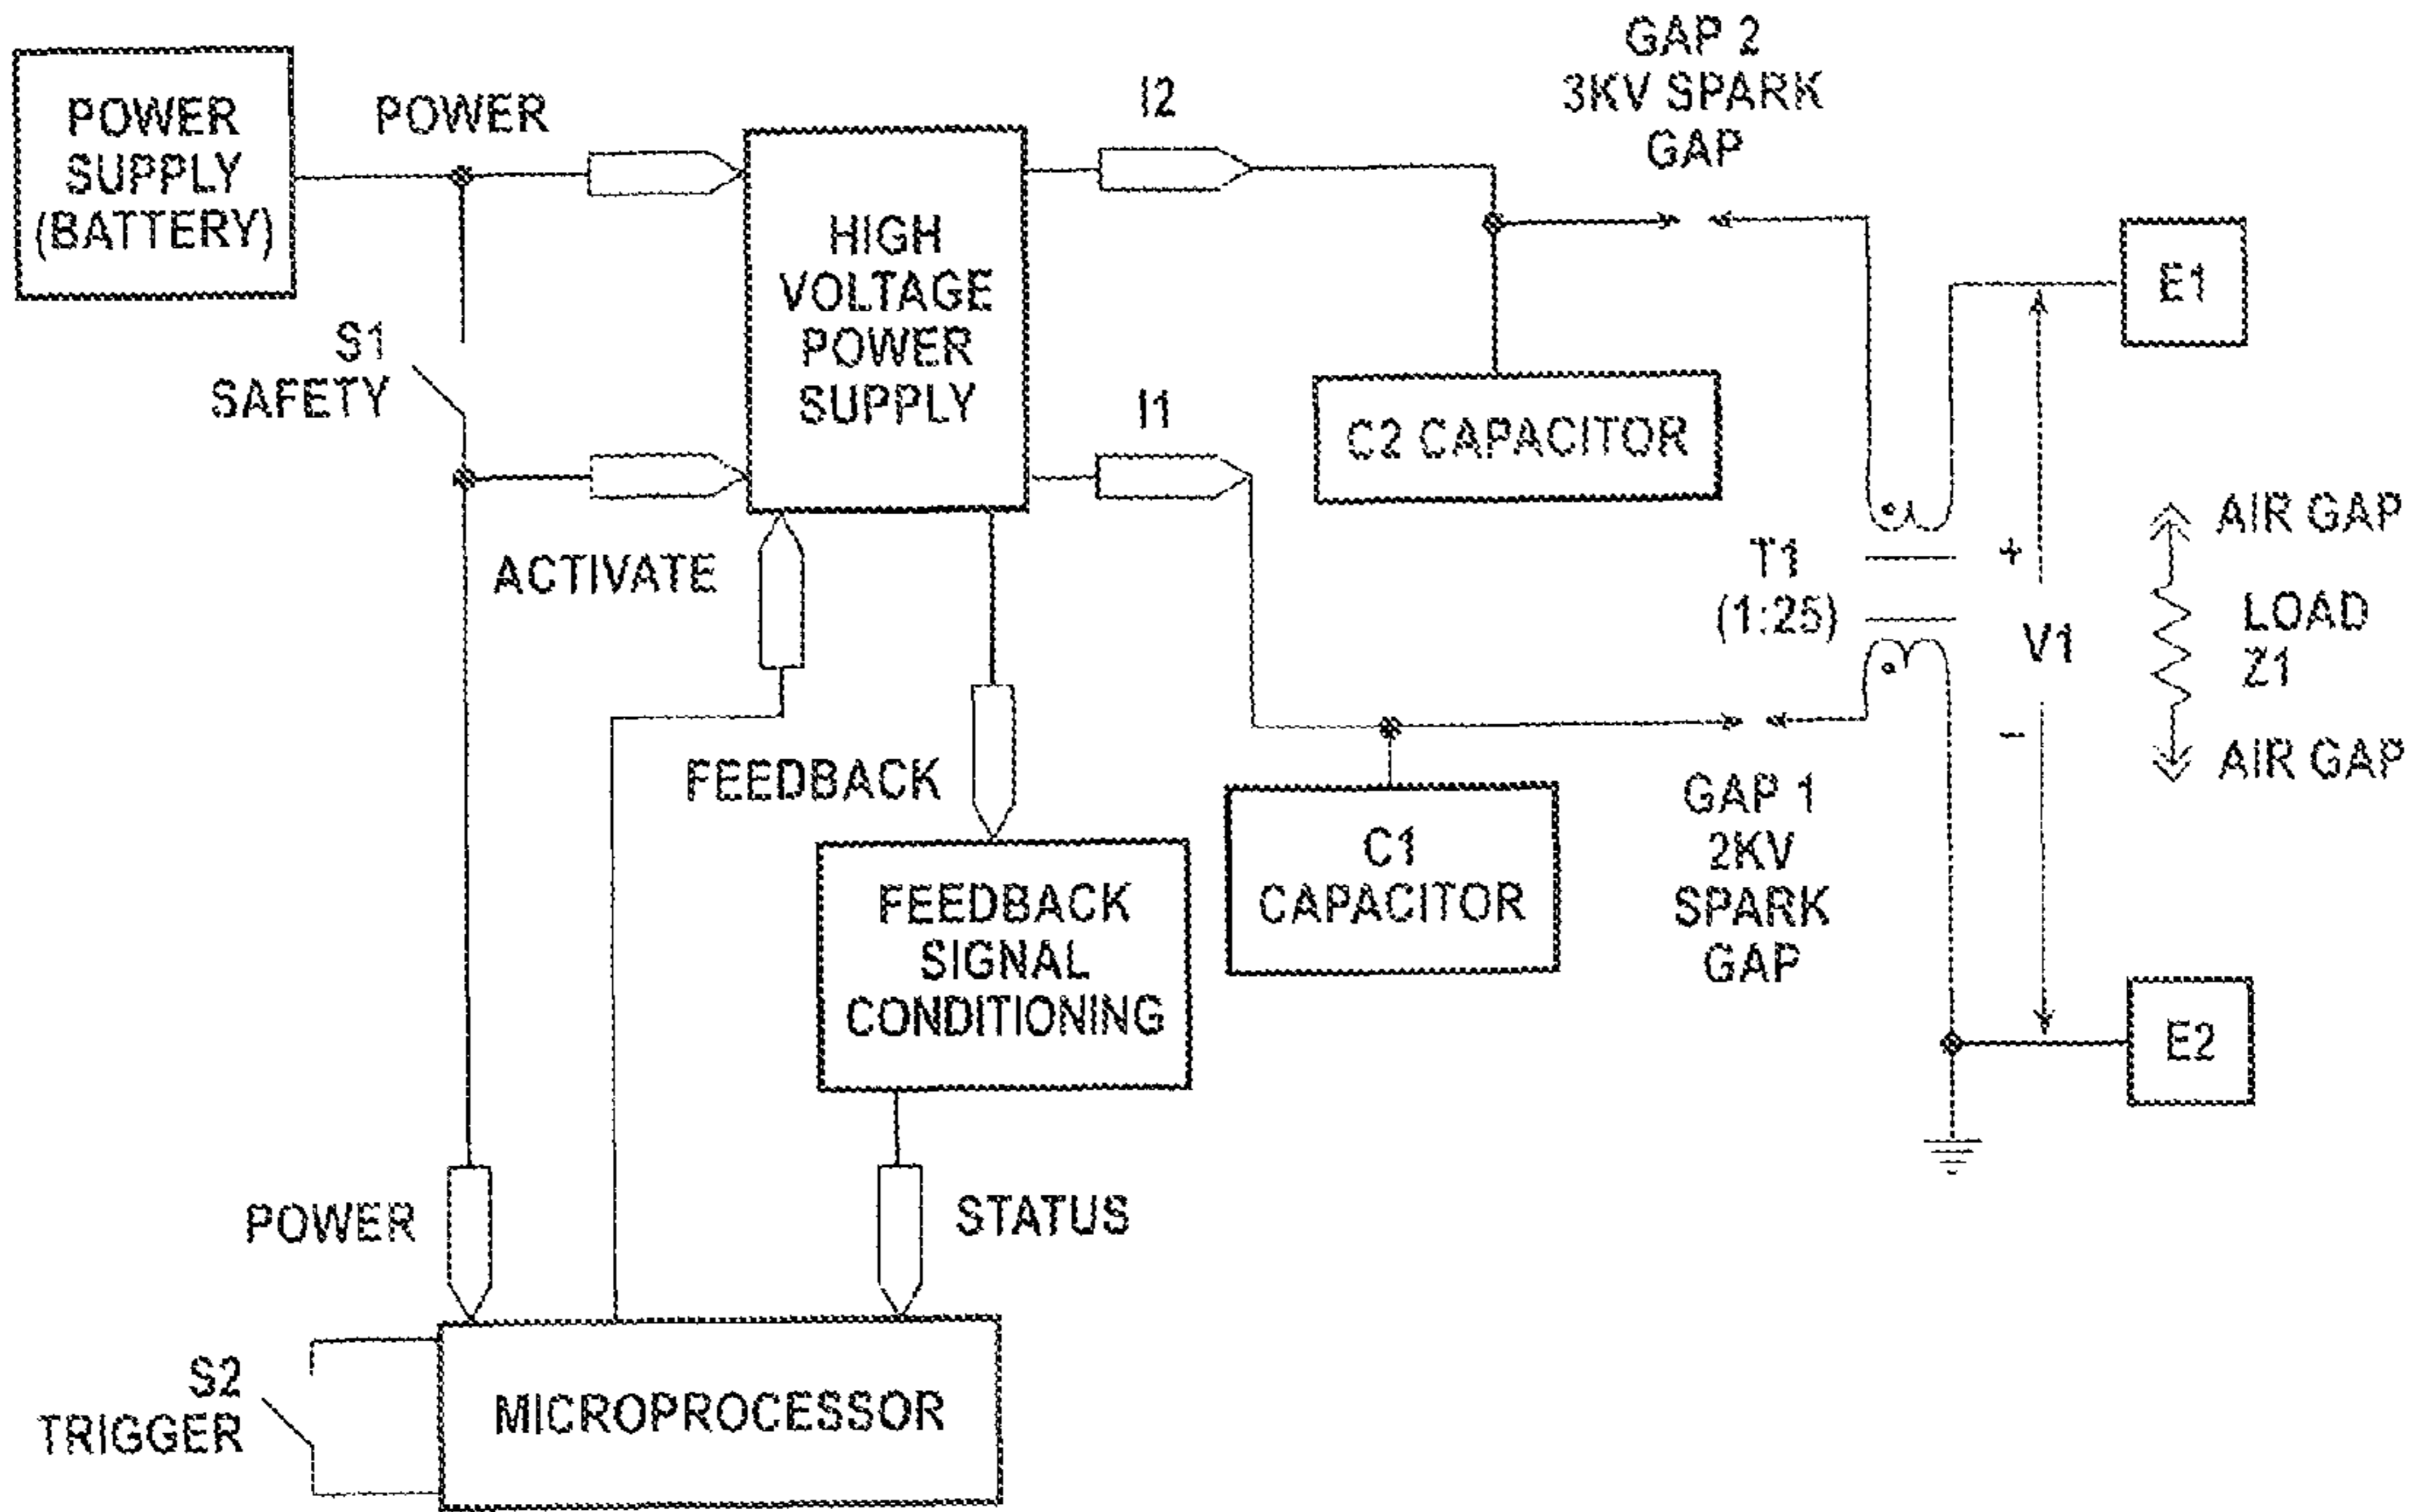 POWER
SUPPLY
(BATTERY)
POWER
S1
SAFETY
HIGH
VOLTAGE
POWER
SUPPLY
I2
I1
GAP 2
3KV SPARK
GAP
C2 CAPACITOR
E1
T1
(1:25)
+
V1
-
AIR GAP
LOAD
Z1
AIR GAP
ACTIVATE
FEEDBACK
C1
CAPACITOR
GAP 1
2KV
SPARK
GAP
FEEDBACK
SIGNAL
CONDITIONING
E2
POWER
STATUS
S2
TRIGGER
MICROPROCESSOR